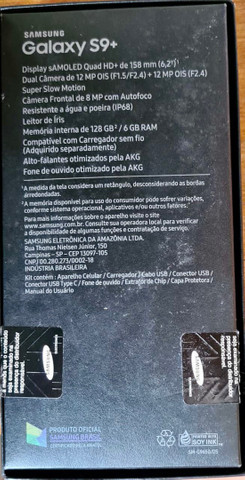 SAMSUNG
Galaxy S9+
Display sAMOLED Quad HD+ de 158 mm (6,2")¹
Dual Câmera de 12 MP OIS (F1.5/F2.4) + 12 MP OIS (F2.4)
Super Slow Motion
Câmera Frontal de 8 MP com Autofoco
Resistente a água e poeira (IP68)
Leitor de Íris
Memória interna de 128 GB² / 6 GB RAM
Compatível com Carregador sem fio
(Adquirido separadamente)
Alto-falantes otimizados pela AKG
Fone de ouvido otimizado pela AKG
¹A medida da tela considera um retângulo, desconsiderando as bordas
arredondadas.
²A memória disponível para uso do consumidor pode sofrer variações,
conforme sistema operacional, aplicativos e/ou outros fatores.
Para mais informações sobre o aparelho visite o site
www.samsung.com.br. Consulte sua operadora local para verificar
a disponibilidade de algumas funções e contratação de serviço.
SAMSUNG ELETRÔNICA DA AMAZÔNIA LTDA.
Rua Thomas Nielsen Júnior, 150
Campinas – SP – CEP 13097-105
CNPJ 00.280.273/0002-18
INDÚSTRIA BRASILEIRA
Kit contém : Aparelho Celular / Carregador / Cabo USB / Conector USB /
Conector USB Type C / Fone de ouvido / Extrator de Chip / Capa Protetora /
Manual do Usuário
SAMSUNG
SAMSUNG
PRODUTO OFICIAL
SAMSUNG BRASIL
PRINTED WITH
SOY INK